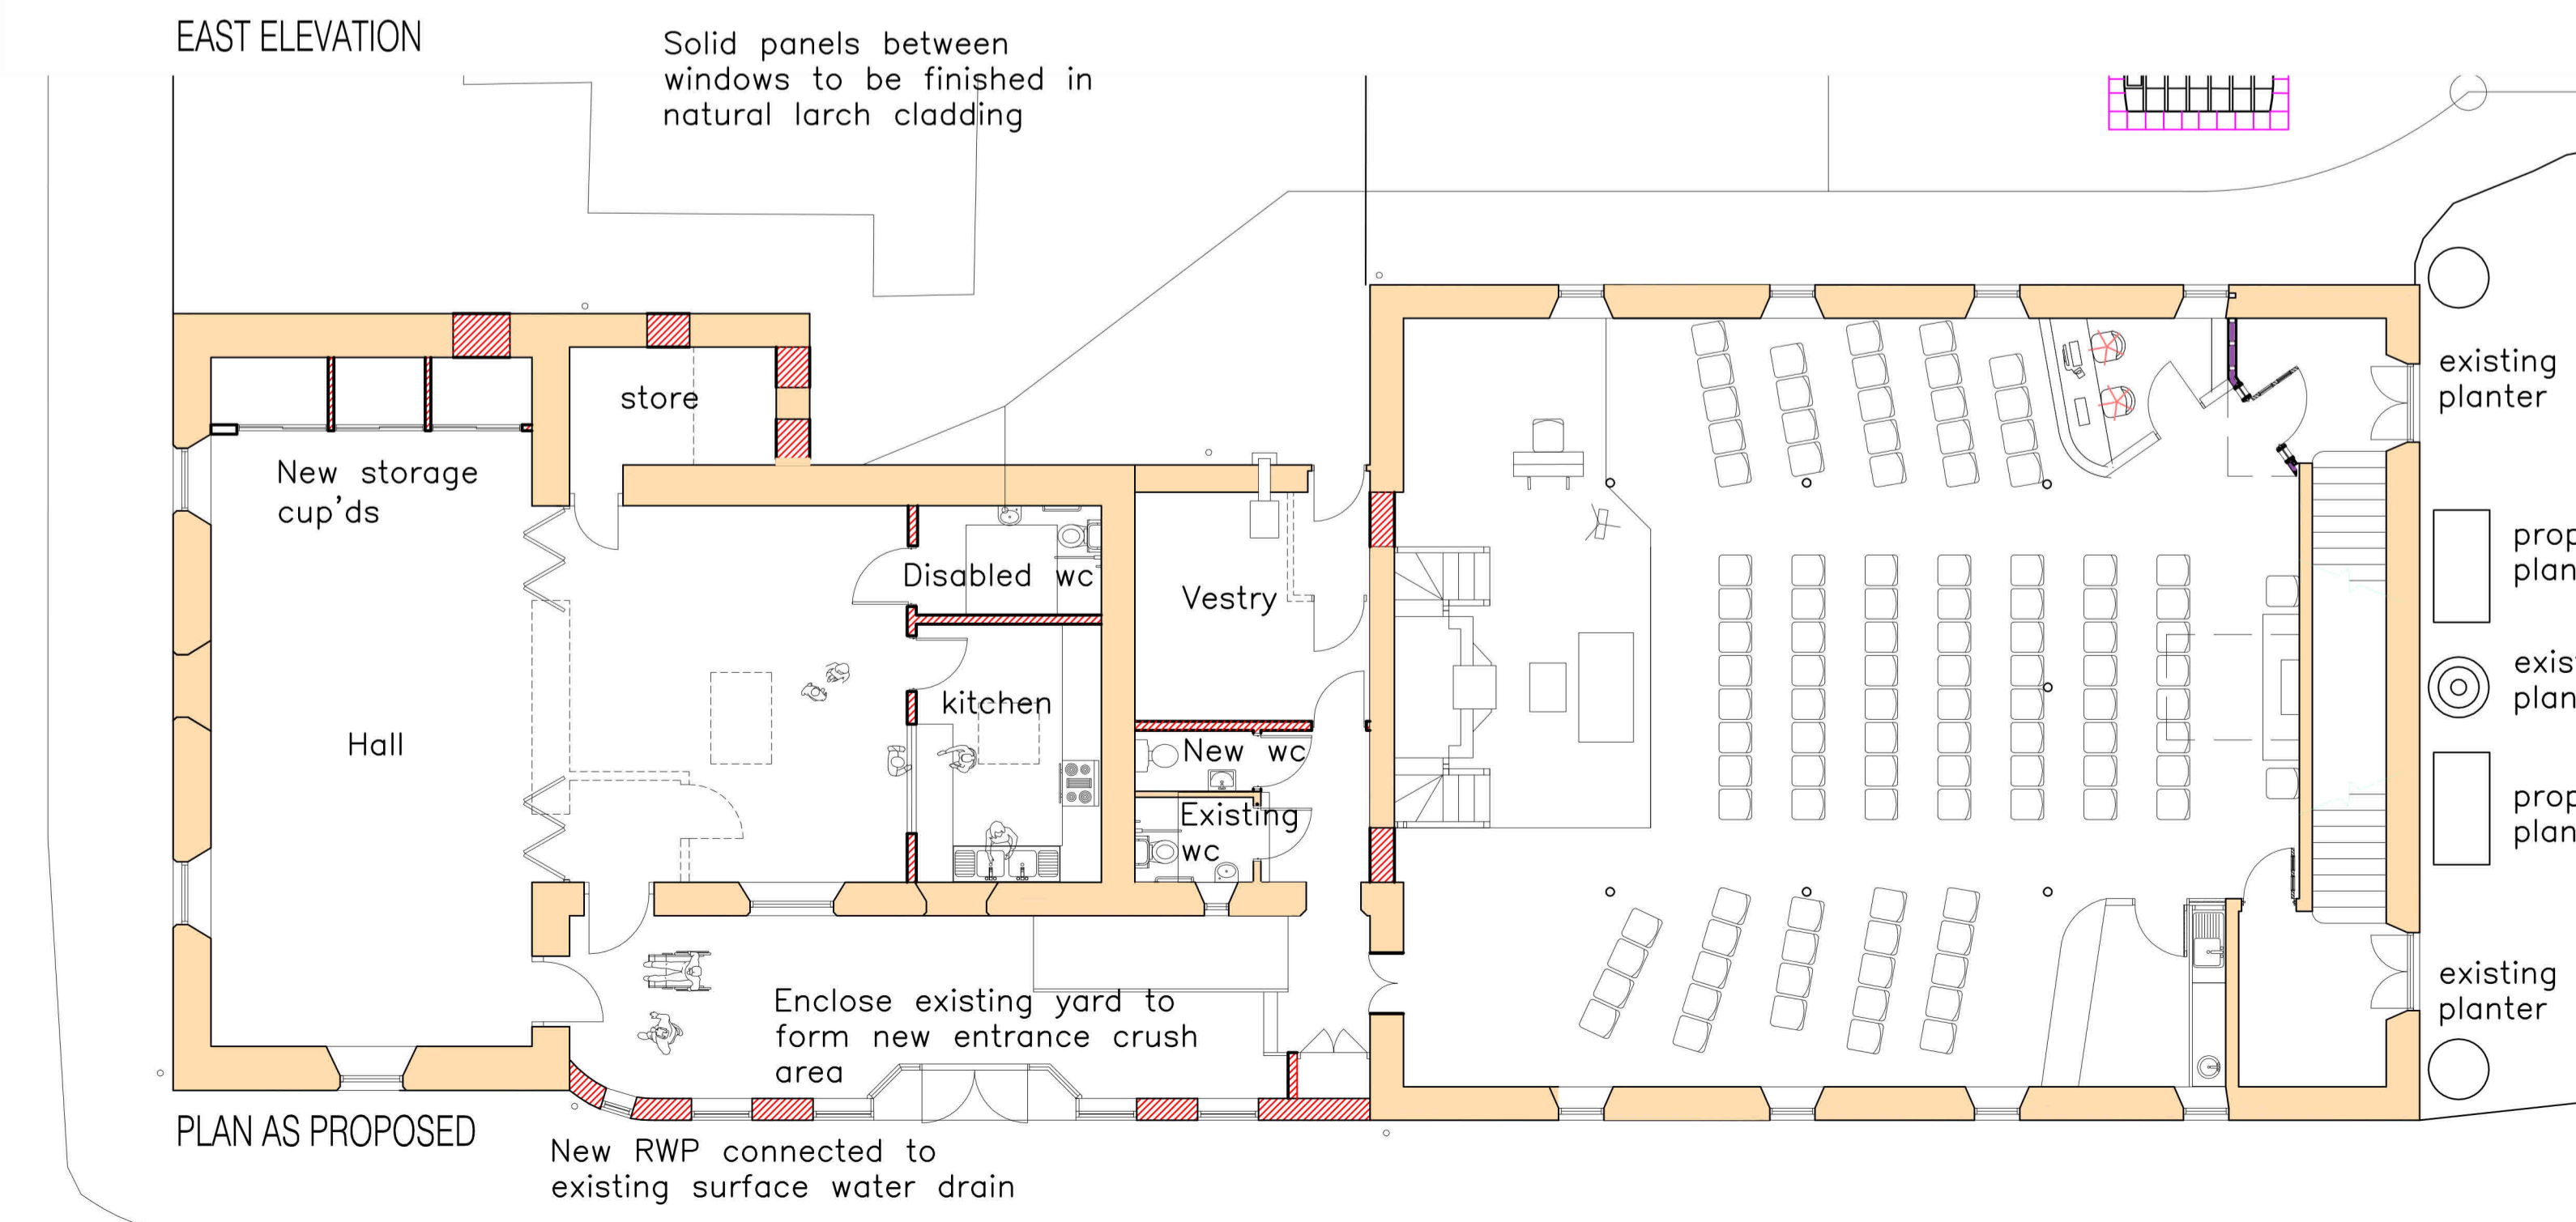 EAST ELEVATION
Solid panels between
windows to be finished in
natural larch cladding
existing
planter
store
New storage
cup'ds
Disabled wc
Vestry
kitchen
Hall
New wc
Existing
wc
Enclose existing yard to
form new entrance crush
area
existing
planter
PLAN AS PROPOSED
New RWP connected to
existing surface water drain